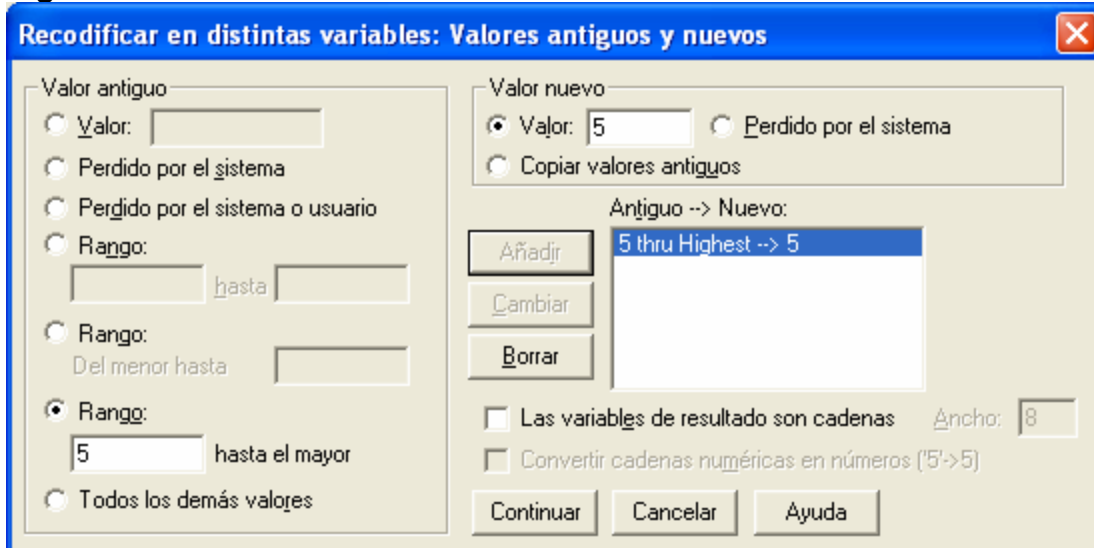 Recodificar en distintas variables: Valores antiguos y nuevos
Valor antiguo
Valor:
Perdido por el sistema
Perdido por el sistema o usuario
Rango:
hasta
Rango:
Del menor hasta
Rango:
5 hasta el mayor
Todos los demás valores
Valor nuevo
Valor: 5 Perdido por el sistema
Copiar valores antiguos
Antiguo --> Nuevo:
Añadir
Cambiar
Borrar
5 thru Highest --> 5
Las variables de resultado son cadenas Ancho: 8
Convertir cadenas numéricas en números ('5'->5)
Continuar Cancelar Ayuda